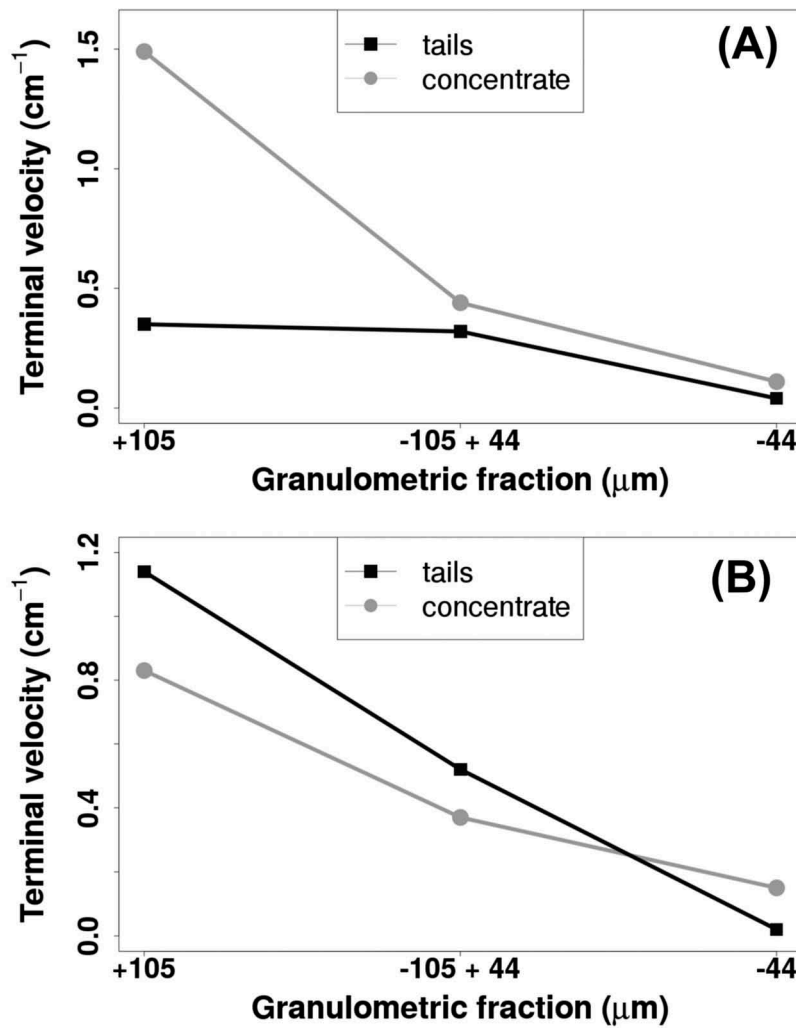 (A)
tails
concentrate
Terminal velocity (cm⁻¹)
1.5
1.0
0.5
0.0
+105
-105 + 44
-44
Granulometric fraction (μm)
(B)
tails
concentrate
Terminal velocity (cm⁻¹)
1.2
0.8
0.4
0.0
+105
-105 + 44
-44
Granulometric fraction (μm)